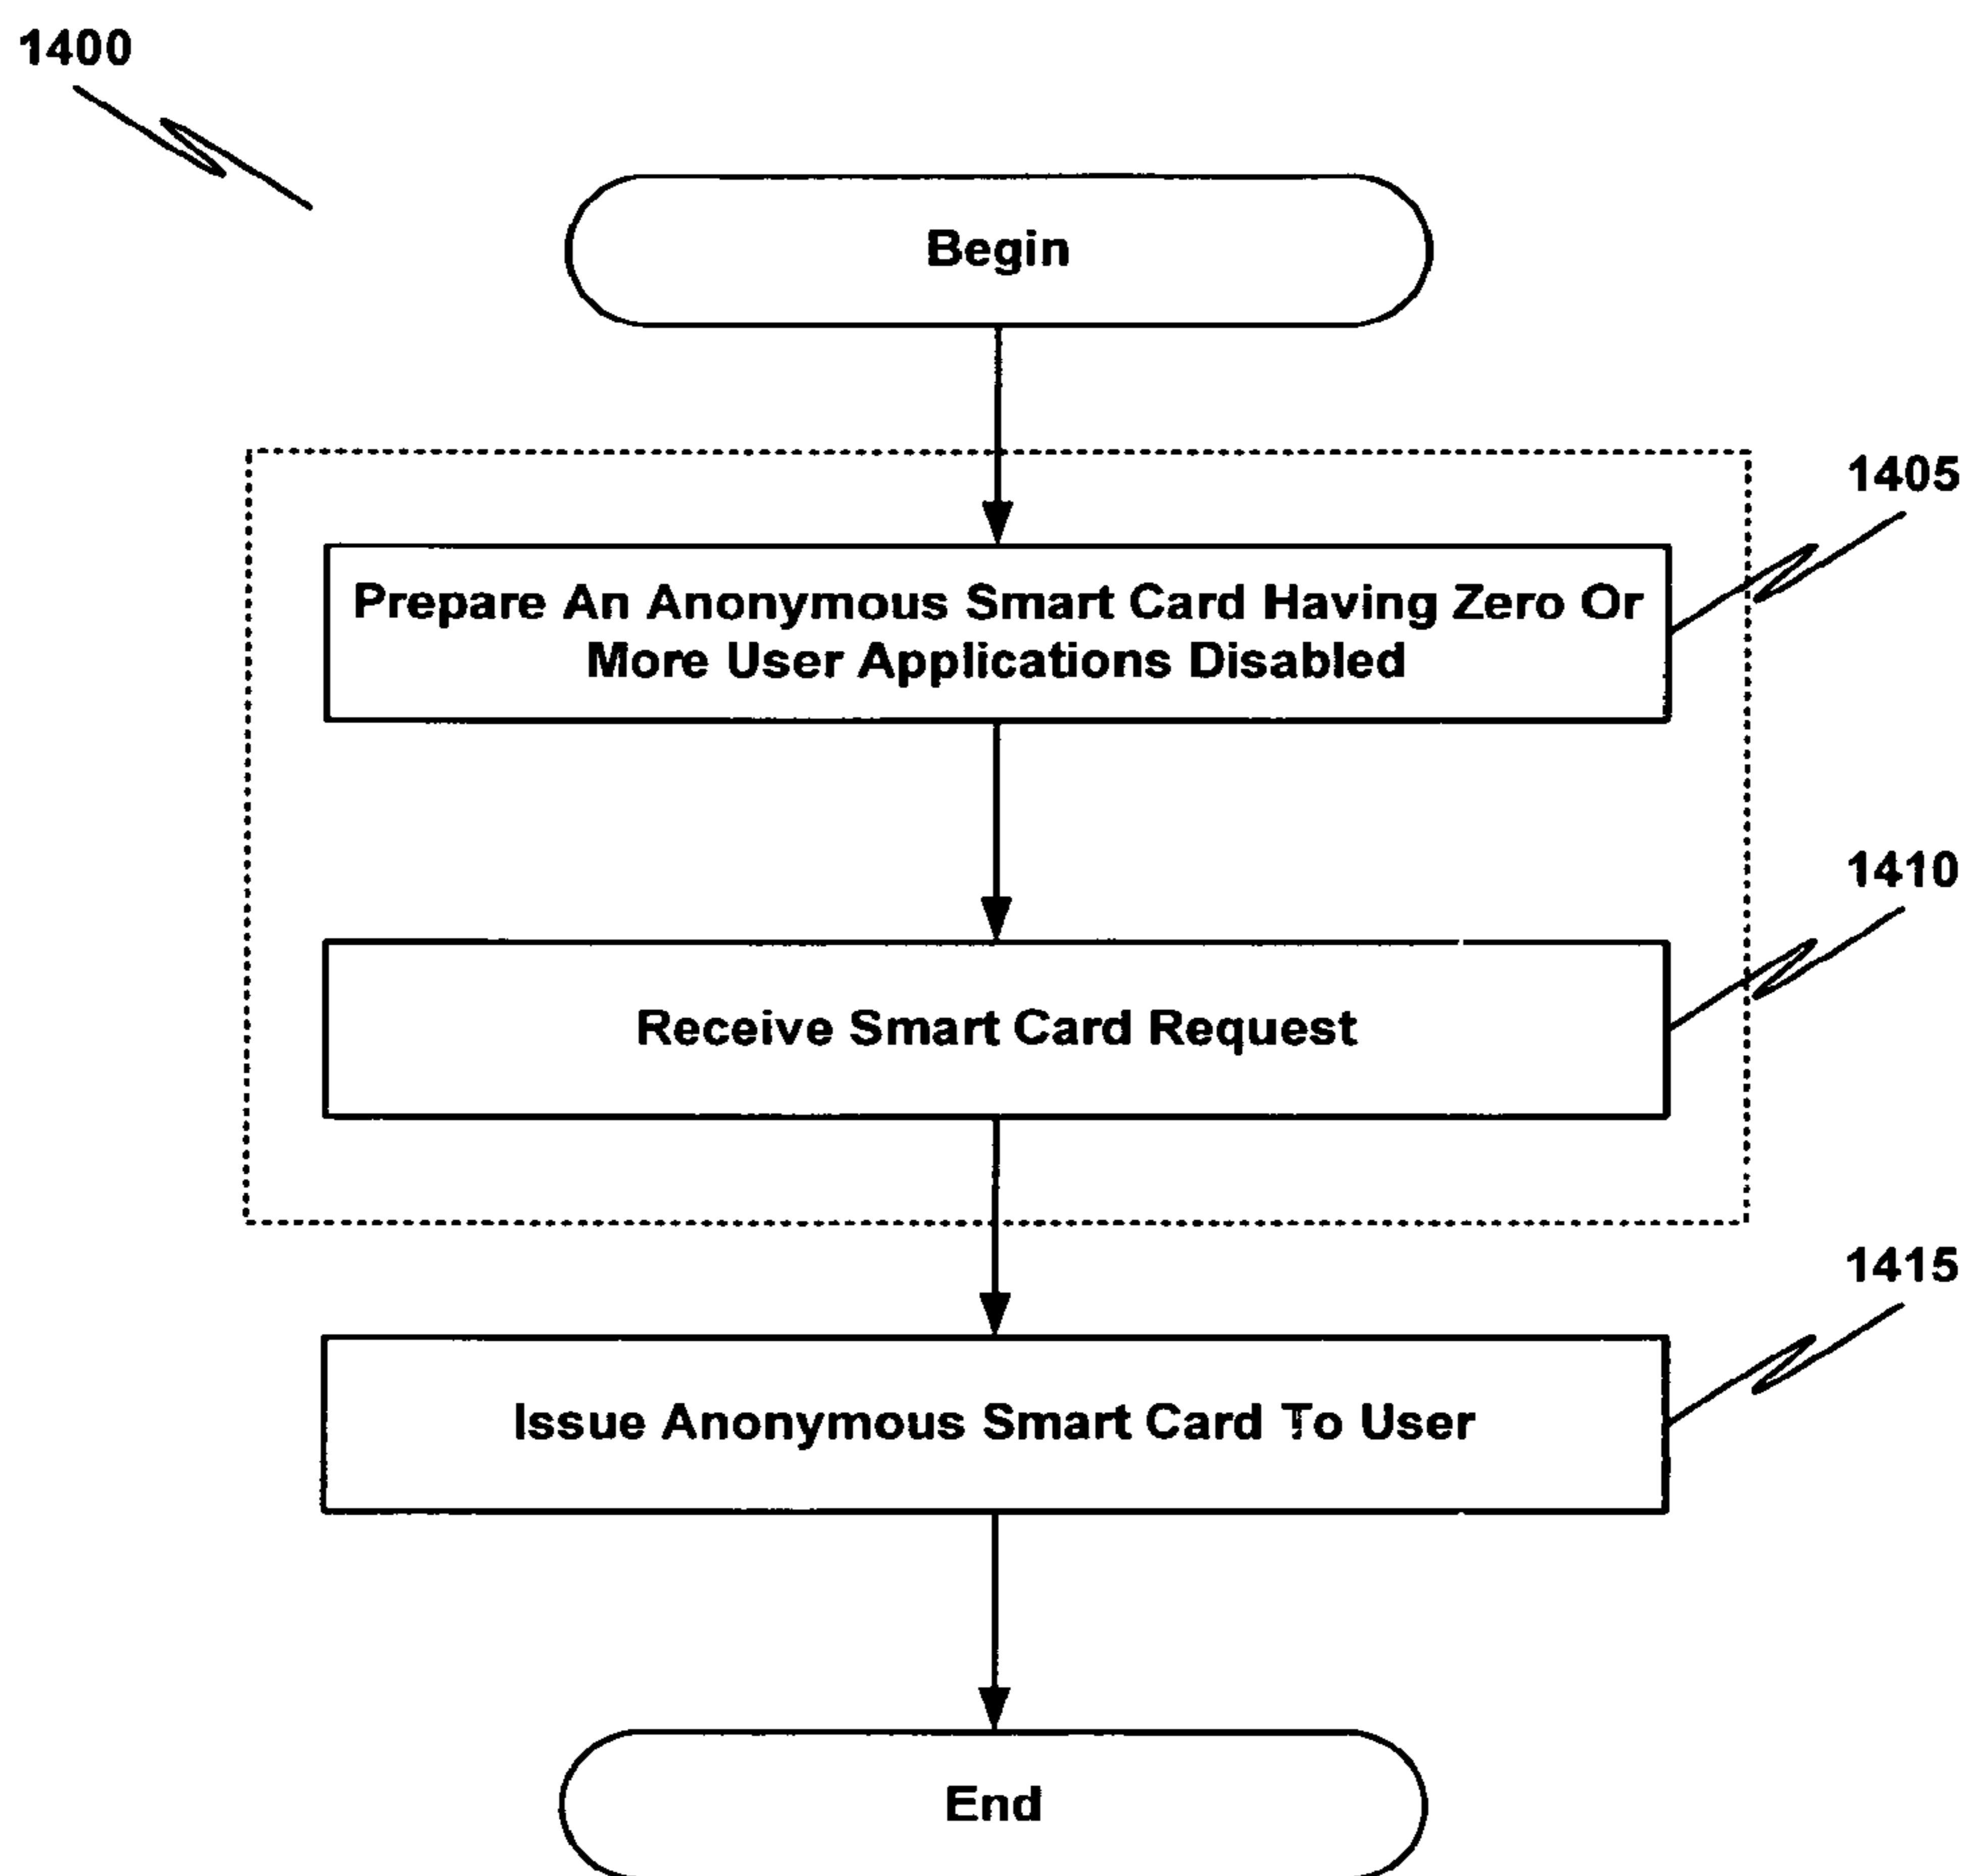 1400
Begin
1405
Prepare An Anonymous Smart Card Having Zero Or
More User Applications Disabled
1410
Receive Smart Card Request
1415
Issue Anonymous Smart Card To User
End